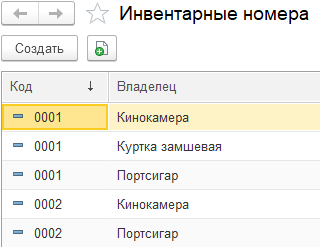 Инвентарные номера
Создать
Код Владелец
0001 Кинокамера
0001 Куртка замшевая
0001 Портсигар
0002 Кинокамера
0002 Портсигар